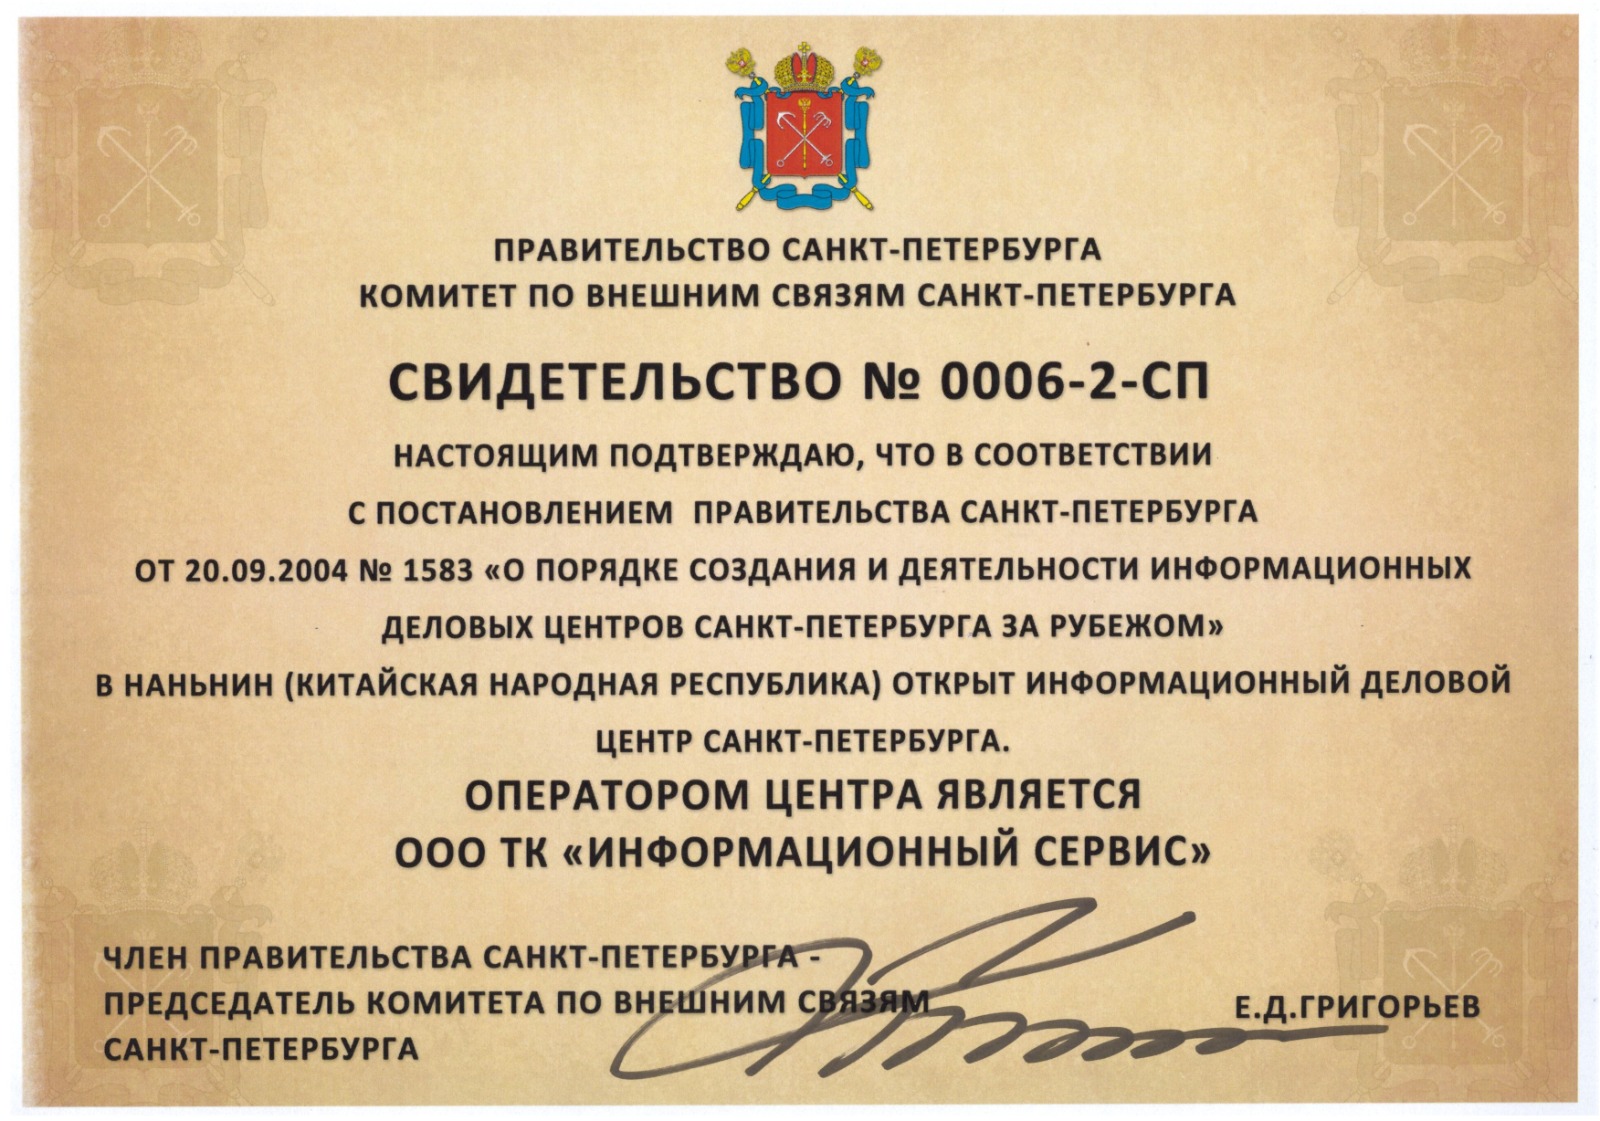 ПРАВИТЕЛЬСТВО САНКТ-ПЕТЕРБУРГА
КОМИТЕТ ПО ВНЕШНИМ СВЯЗЯМ САНКТ-ПЕТЕРБУРГА
СВИДЕТЕЛЬСТВО № 0006-2-СП
НАСТОЯЩИМ ПОДТВЕРЖДАЮ, ЧТО В СООТВЕТСТВИИ
С ПОСТАНОВЛЕНИЕМ ПРАВИТЕЛЬСТВА САНКТ-ПЕТЕРБУРГА
ОТ 20.09.2004 № 1583 «О ПОРЯДКЕ СОЗДАНИЯ И ДЕЯТЕЛЬНОСТИ ИНФОРМАЦИОННЫХ
ДЕЛОВЫХ ЦЕНТРОВ САНКТ-ПЕТЕРБУРГА ЗА РУБЕЖОМ»
В НАНЬНИН (КИТАЙСКАЯ НАРОДНАЯ РЕСПУБЛИКА) ОТКРЫТ ИНФОРМАЦИОННЫЙ ДЕЛОВОЙ
ЦЕНТР САНКТ-ПЕТЕРБУРГА.
ОПЕРАТОРОМ ЦЕНТРА ЯВЛЯЕТСЯ
ООО ТК «ИНФОРМАЦИОННЫЙ СЕРВИС»
ЧЛЕН ПРАВИТЕЛЬСТВА САНКТ-ПЕТЕРБУРГА -
ПРЕДСЕДАТЕЛЬ КОМИТЕТА ПО ВНЕШНИМ СВЯЗЯМ
САНКТ-ПЕТЕРБУРГА
Е.Д.ГРИГОРЬЕВ